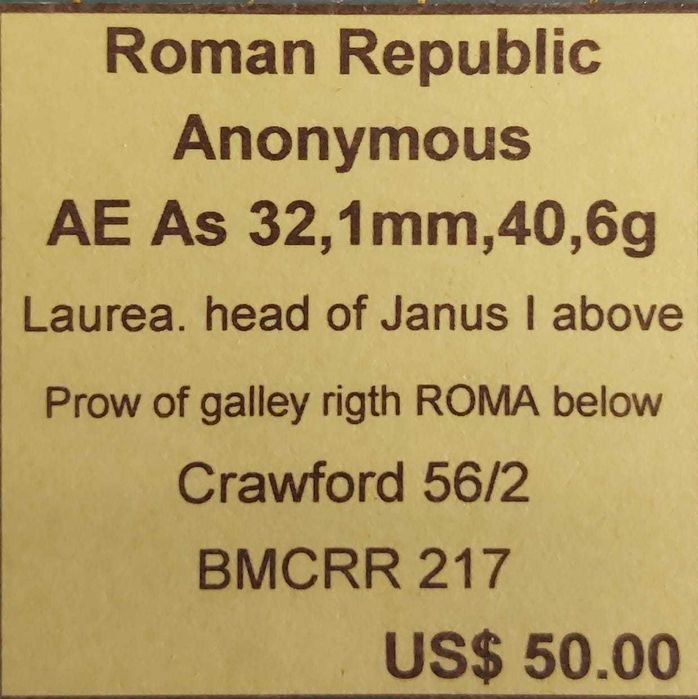 Roman Republic
Anonymous
AE As 32,1mm,40,6g
Laurea. head of Janus I above
Prow of galley rigth ROMA below
Crawford 56/2
BMCRR 217
US$ 50.00